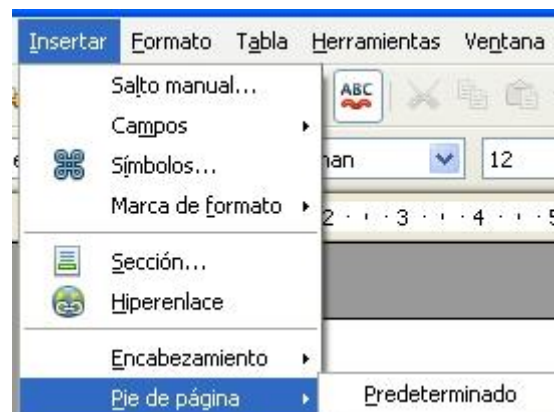 Insertar Formato Tabla Herramientas Ventana
Salto manual...
ABC
Campos
Símbolos...
12
Marca de formato
2 · ı · 3 · ı · 4 · ı · 5
Sección...
Hiperenlace
Encabezamiento
Pie de página
Predeterminado